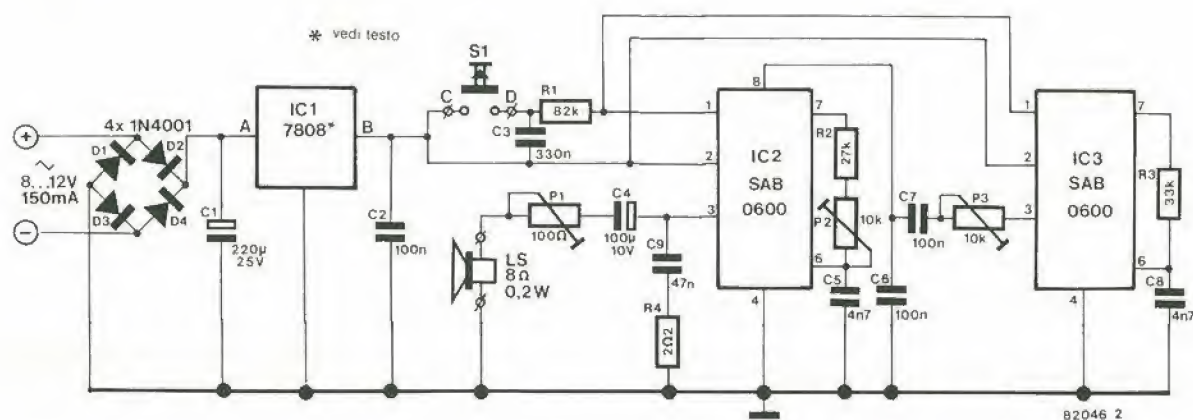 * vedi testo
S1
C
D
R1
82k
C3
330n
4x 1N4001
D1
D2
D3
D4
+
~
8...12V
150mA
−
A
IC1
7808*
B
C1
220µ
25V
C2
100n
LS
8Ω
0,2W
P1
100Ω
C4
100µ
10V
C9
47n
R4
2Ω2
8
1
2
3
IC2
SAB
0600
7
6
4
R2
27k
P2
10k
C5
4n7
C6
100n
C7
100n
P3
10k
1
2
3
IC3
SAB
0600
7
6
4
R3
33k
C8
4n7
82046 2